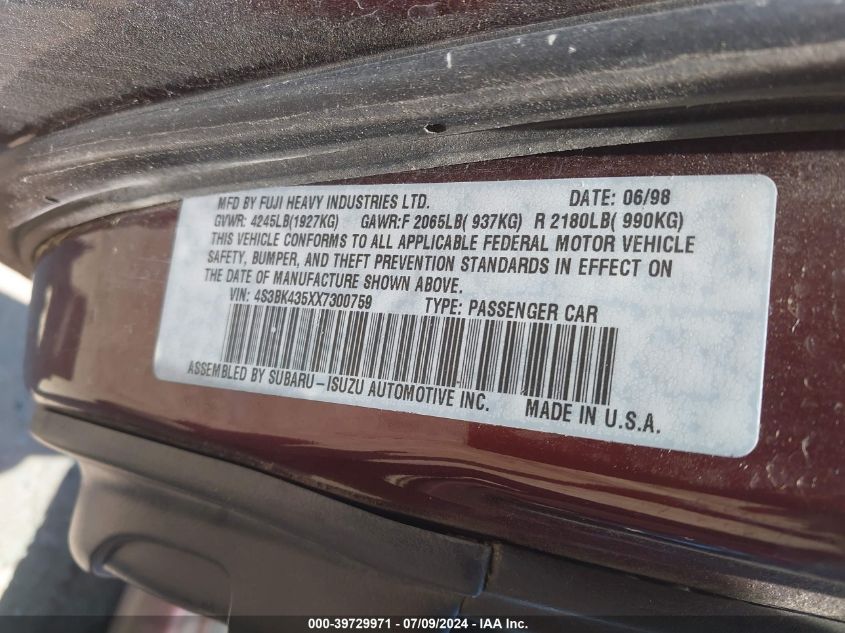 MFD BY FUJI HEAVY INDUSTRIES LTD. DATE: 06/98
GVWR: 4245LB(1927KG) GAWR:F 2065LB( 937KG) R 2180LB( 990KG)
THIS VEHICLE CONFORMS TO ALL APPLICABLE FEDERAL MOTOR VEHICLE
SAFETY, BUMPER, AND THEFT PREVENTION STANDARDS IN EFFECT ON
THE DATE OF MANUFACTURE SHOWN ABOVE.
VIN: 4S3BK435XX7300759 TYPE: PASSENGER CAR
ASSEMBLED BY SUBARU-ISUZU AUTOMOTIVE INC. MADE IN U.S.A.
000-39729971 / 07/09/2024 - IAA Inc.